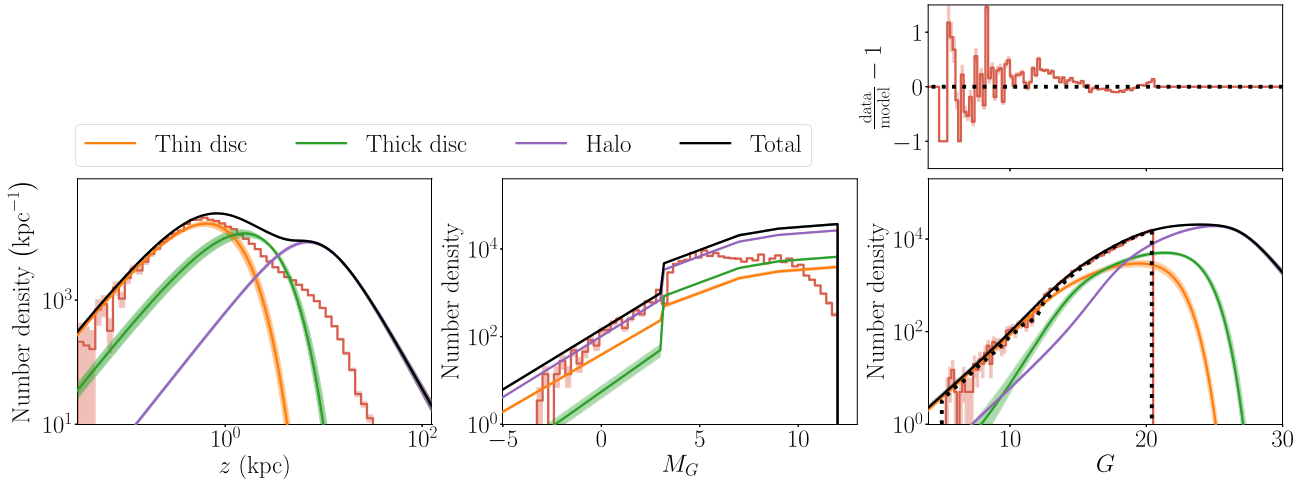 1
0
−1
data/model − 1
Thin disc Thick disc Halo Total
Number density (kpc⁻¹)
10³
10¹
10⁰ 10²
z (kpc)
Number density
10⁴
10²
10⁰
−5 0 5 10
M_G
Number density
10⁴
10²
10⁰
10 20 30
G